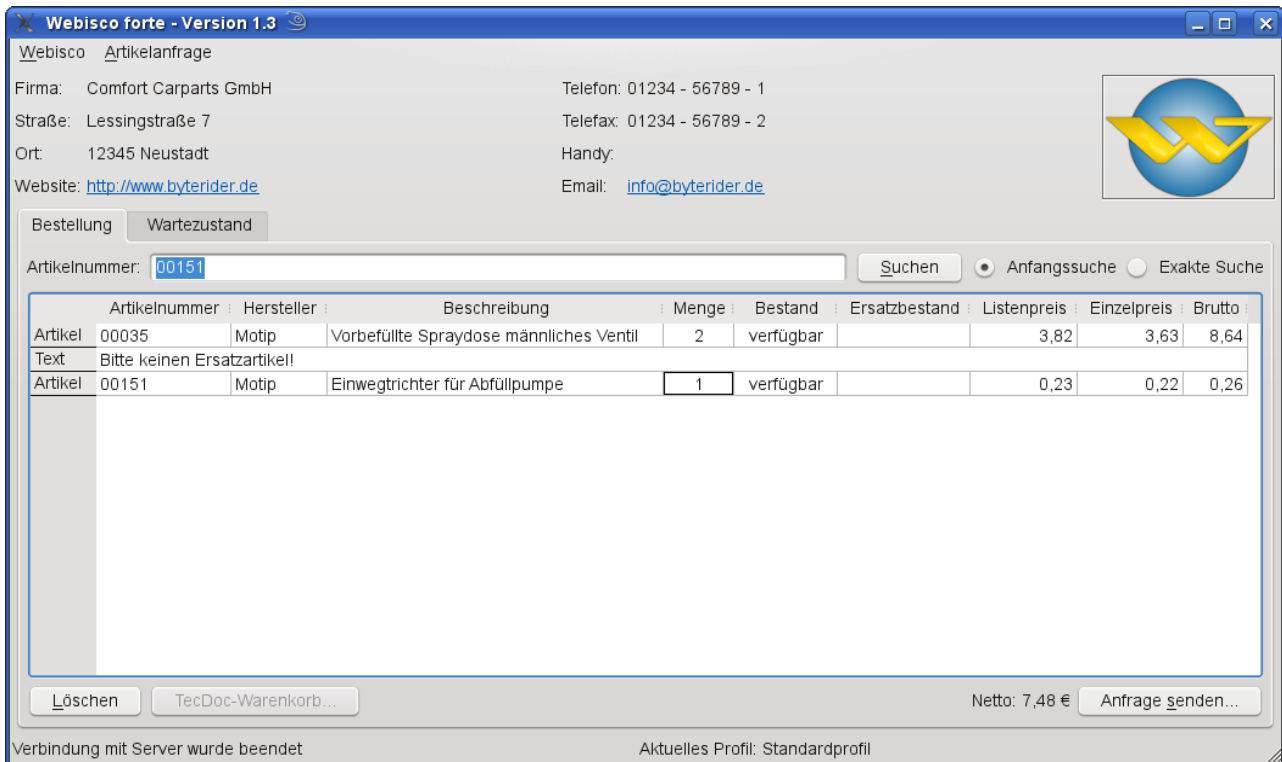 Webisco forte - Version 1.3
Webisco Artikelanfrage
Firma: Comfort Carparts GmbH Telefon: 01234 - 56789 - 1
Straße: Lessingstraße 7 Telefax: 01234 - 56789 - 2
Ort: 12345 Neustadt Handy:
Website: http://www.byterider.de Email: info@byterider.de
Bestellung Wartezustand
Artikelnummer: 00151 Suchen Anfangssuche Exakte Suche
Artikelnummer Hersteller Beschreibung Menge Bestand Ersatzbestand Listenpreis Einzelpreis Brutto
Artikel 00035 Motip Vorbefüllte Spraydose männliches Ventil 2 verfügbar 3,82 3,63 8,64
Text Bitte keinen Ersatzartikel!
Artikel 00151 Motip Einwegtrichter für Abfüllpumpe 1 verfügbar 0,23 0,22 0,26
Löschen TecDoc-Warenkorb... Netto: 7,48 € Anfrage senden...
Verbindung mit Server wurde beendet Aktuelles Profil: Standardprofil